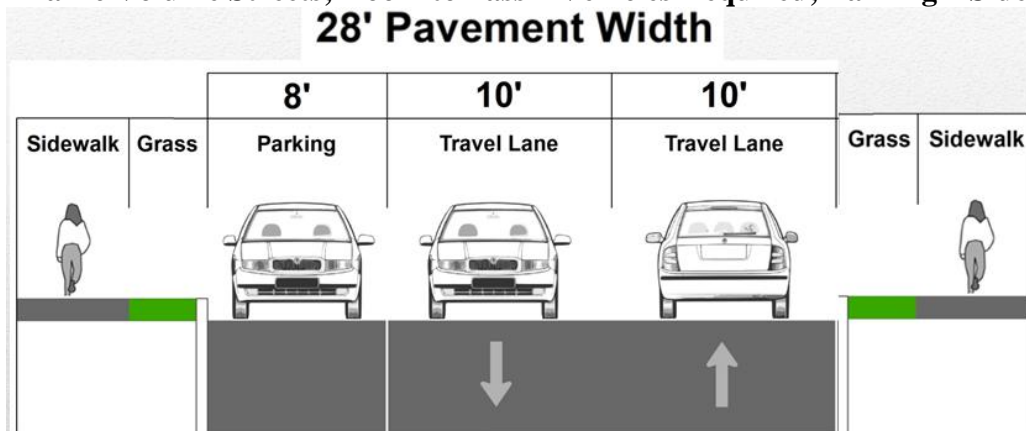 28' Pavement Width
8' 10' 10'
Sidewalk Grass Parking Travel Lane Travel Lane Grass Sidewalk